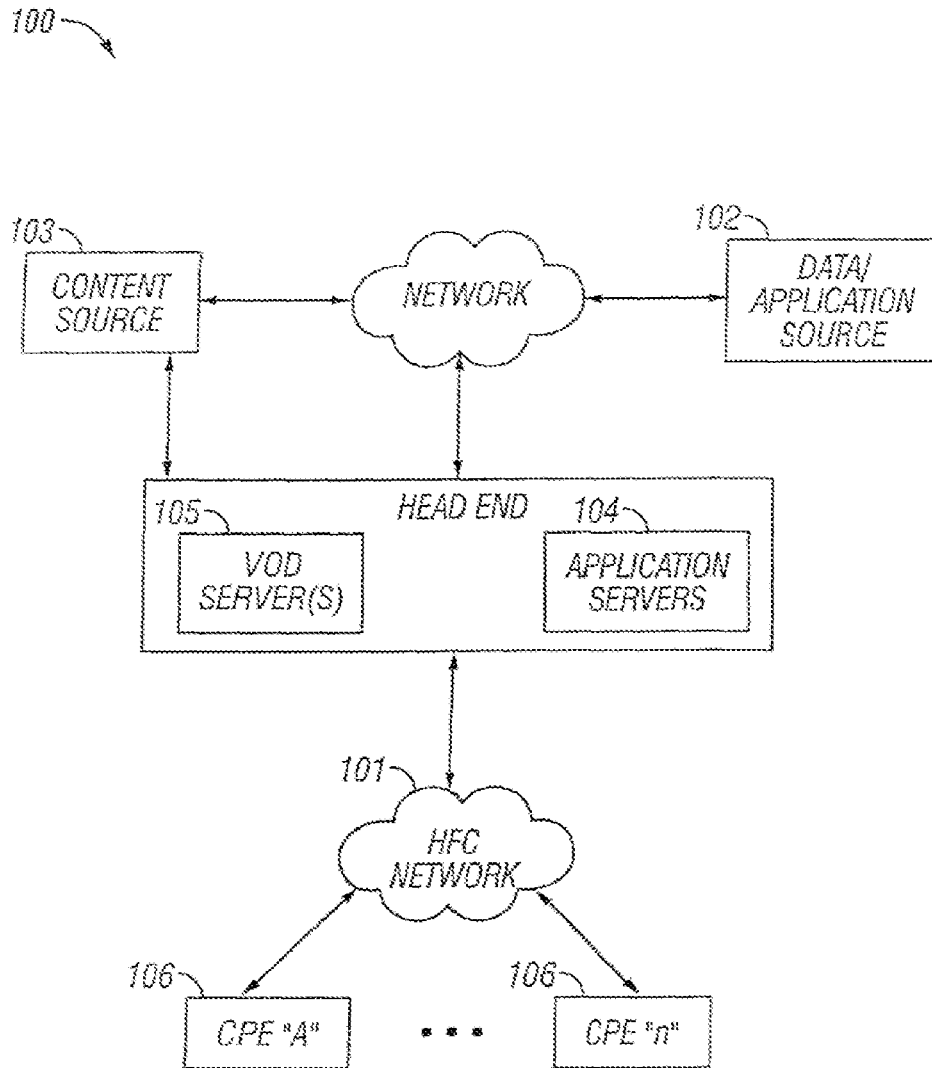 100
103
CONTENT
SOURCE
NETWORK
102
DATA/
APPLICATION
SOURCE
HEAD END
105
VOD
SERVER(S)
104
APPLICATION
SERVERS
101
HFC
NETWORK
106
CPE "A"
• • •
106
CPE "n"